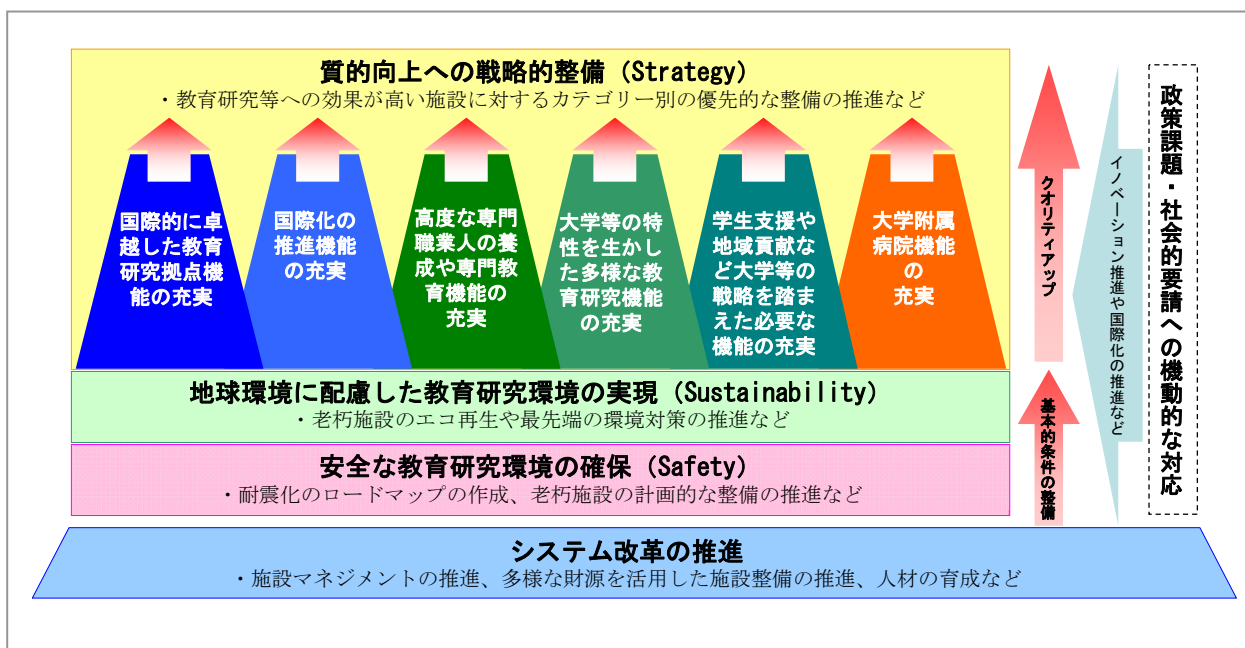 質的向上への戦略的整備（Strategy）
・教育研究等への効果が高い施設に対するカテゴリー別の優先的な整備の推進など
国際的に卓
越した教育
研究拠点機
能の充実
国際化の
推進機能
の充実
高度な専門
職業人の養
成や専門教
育機能の
充実
大学等の特
性を生かし
た多様な教
育研究機能
の充実
学生支援や
地域貢献な
ど大学等の
戦略を踏ま
えた必要な
機能の充実
大学附属
病院機能
の
充実
地球環境に配慮した教育研究環境の実現（Sustainability）
・老朽施設のエコ再生や最先端の環境対策の推進など
安全な教育研究環境の確保（Safety）
・耐震化のロードマップの作成、老朽施設の計画的な整備の推進など
システム改革の推進
・施設マネジメントの推進、多様な財源を活用した施設整備の推進、人材の育成など
クオリティアップ
基本的条件の整備
イノベーション推進や国際化の推進など
政策課題・社会的要請への機動的な対応